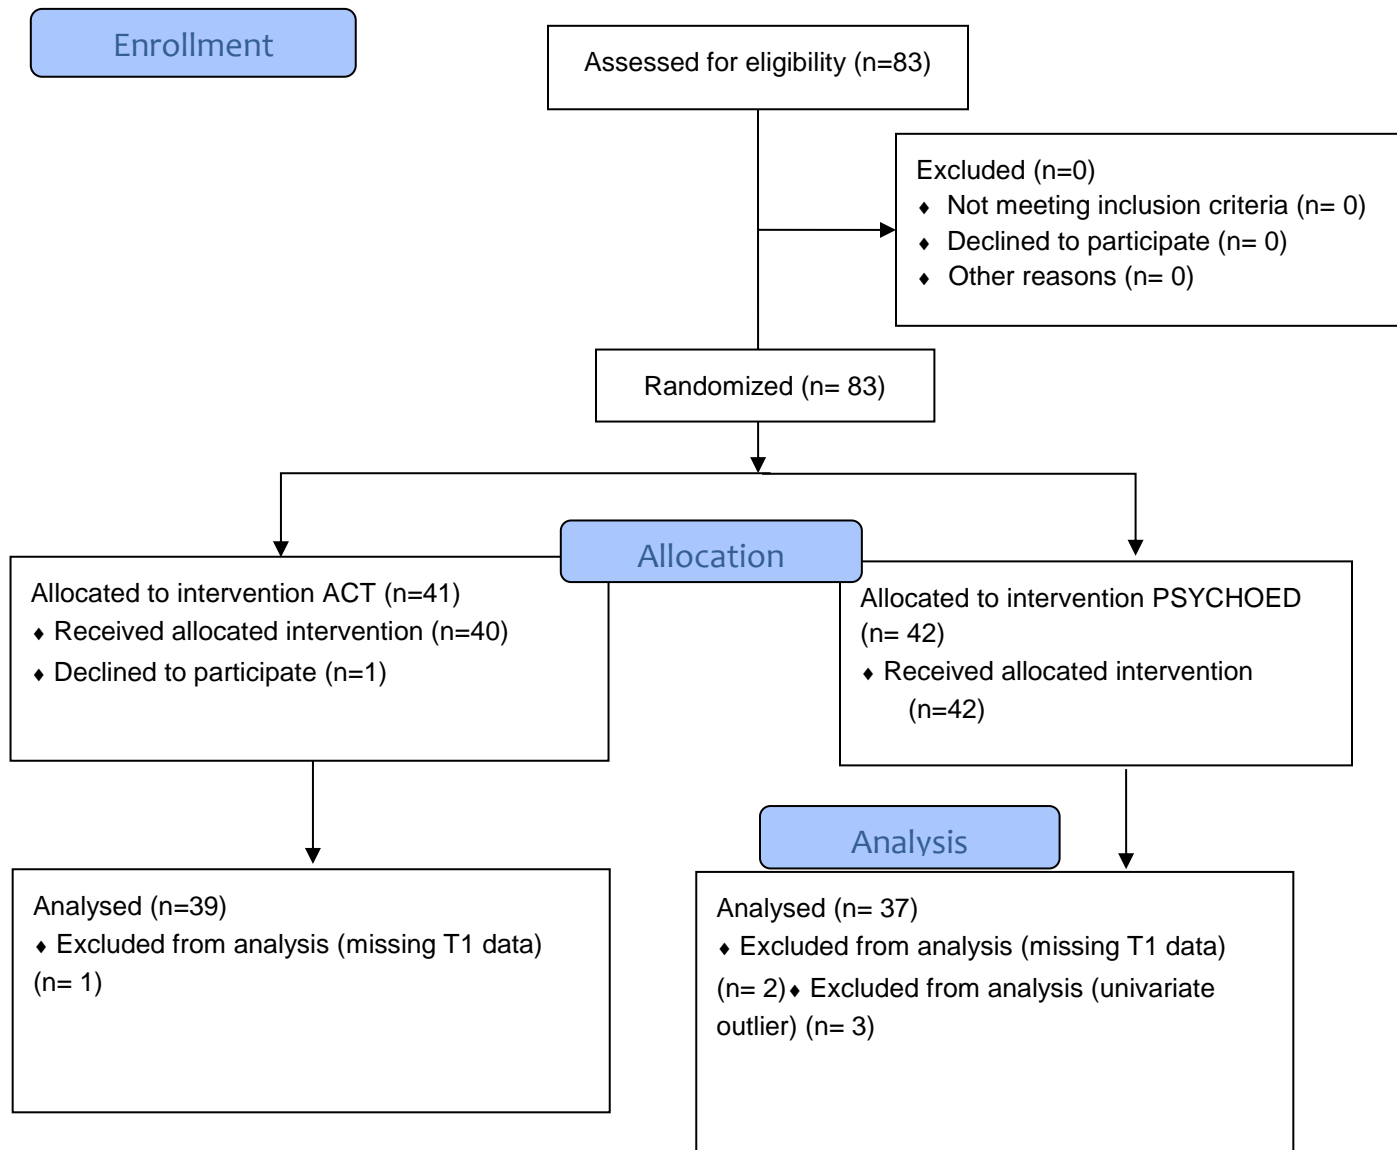 Enrollment
Assessed for eligibility (n=83)
Excluded (n=0)
♦ Not meeting inclusion criteria (n= 0)
♦ Declined to participate (n= 0)
♦ Other reasons (n= 0)
Randomized (n= 83)
Allocation
Allocated to intervention ACT (n=41)
♦ Received allocated intervention (n=40)
♦ Declined to participate (n=1)
Allocated to intervention PSYCHOED
(n= 42)
♦ Received allocated intervention
(n=42)
Analysis
Analysed (n=39)
♦ Excluded from analysis (missing T1 data)
(n= 1)
Analysed (n= 37)
♦ Excluded from analysis (missing T1 data)
(n= 2)♦ Excluded from analysis (univariate
outlier) (n= 3)